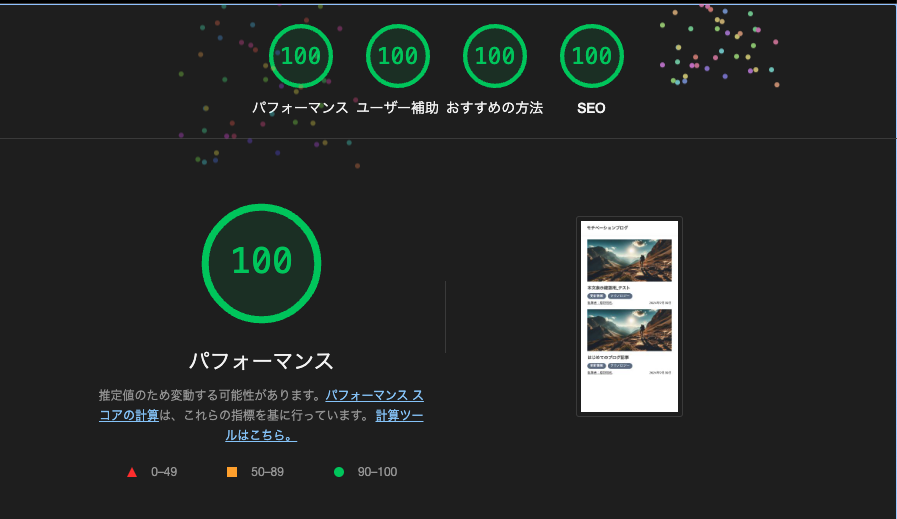 100
100
100
100
パフォーマンス
ユーザー補助
おすすめの方法
SEO
100
パフォーマンス
推定値のため変動する可能性があります。パフォーマンス ス
コアの計算は、これらの指標を基に行っています。計算ツー
ルはこちら。
0–49
50–89
90–100
モチベーションブログ
はじめてのブログ記事